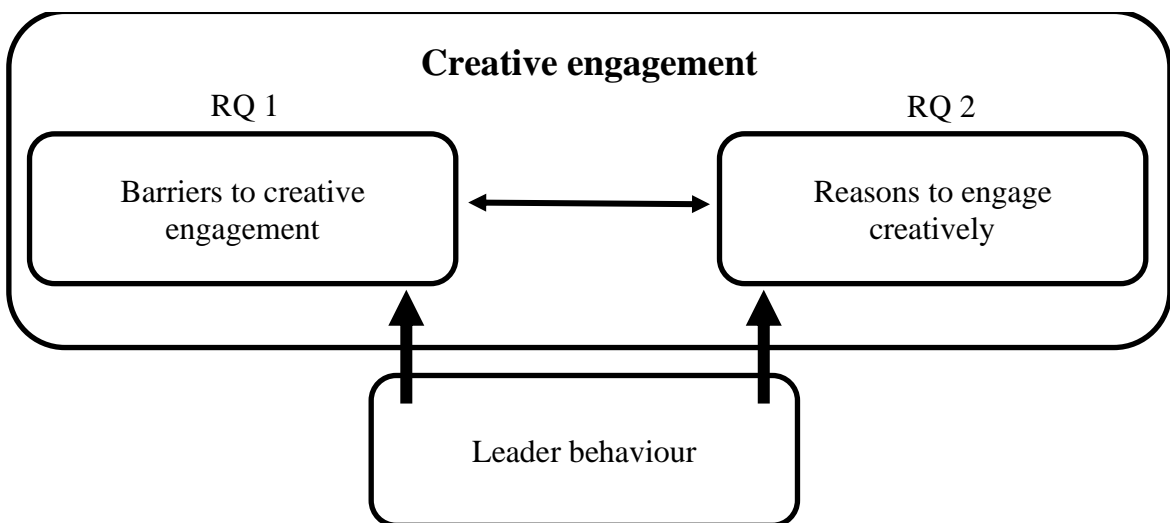 Creative engagement
RQ 1
RQ 2
Barriers to creative
engagement
Reasons to engage
creatively
Leader behaviour